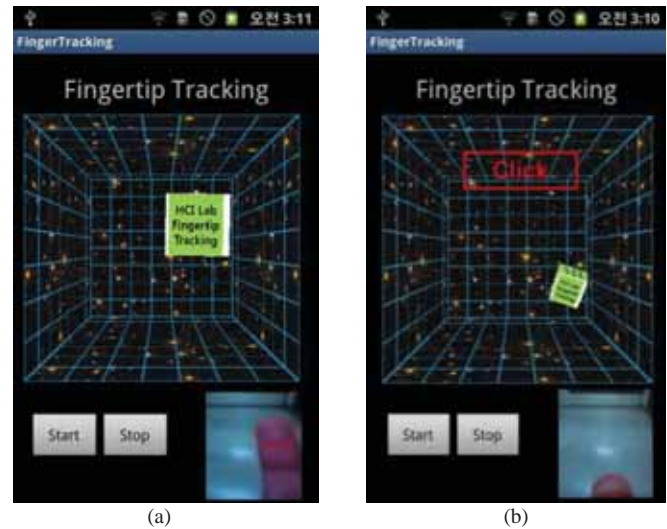 오전 3:11
FingerTracking
Fingertip Tracking
HCI Lab
Fingertip
Tracking
Start
Stop
(a)
오전 3:10
FingerTracking
Fingertip Tracking
Click
Start
Stop
(b)